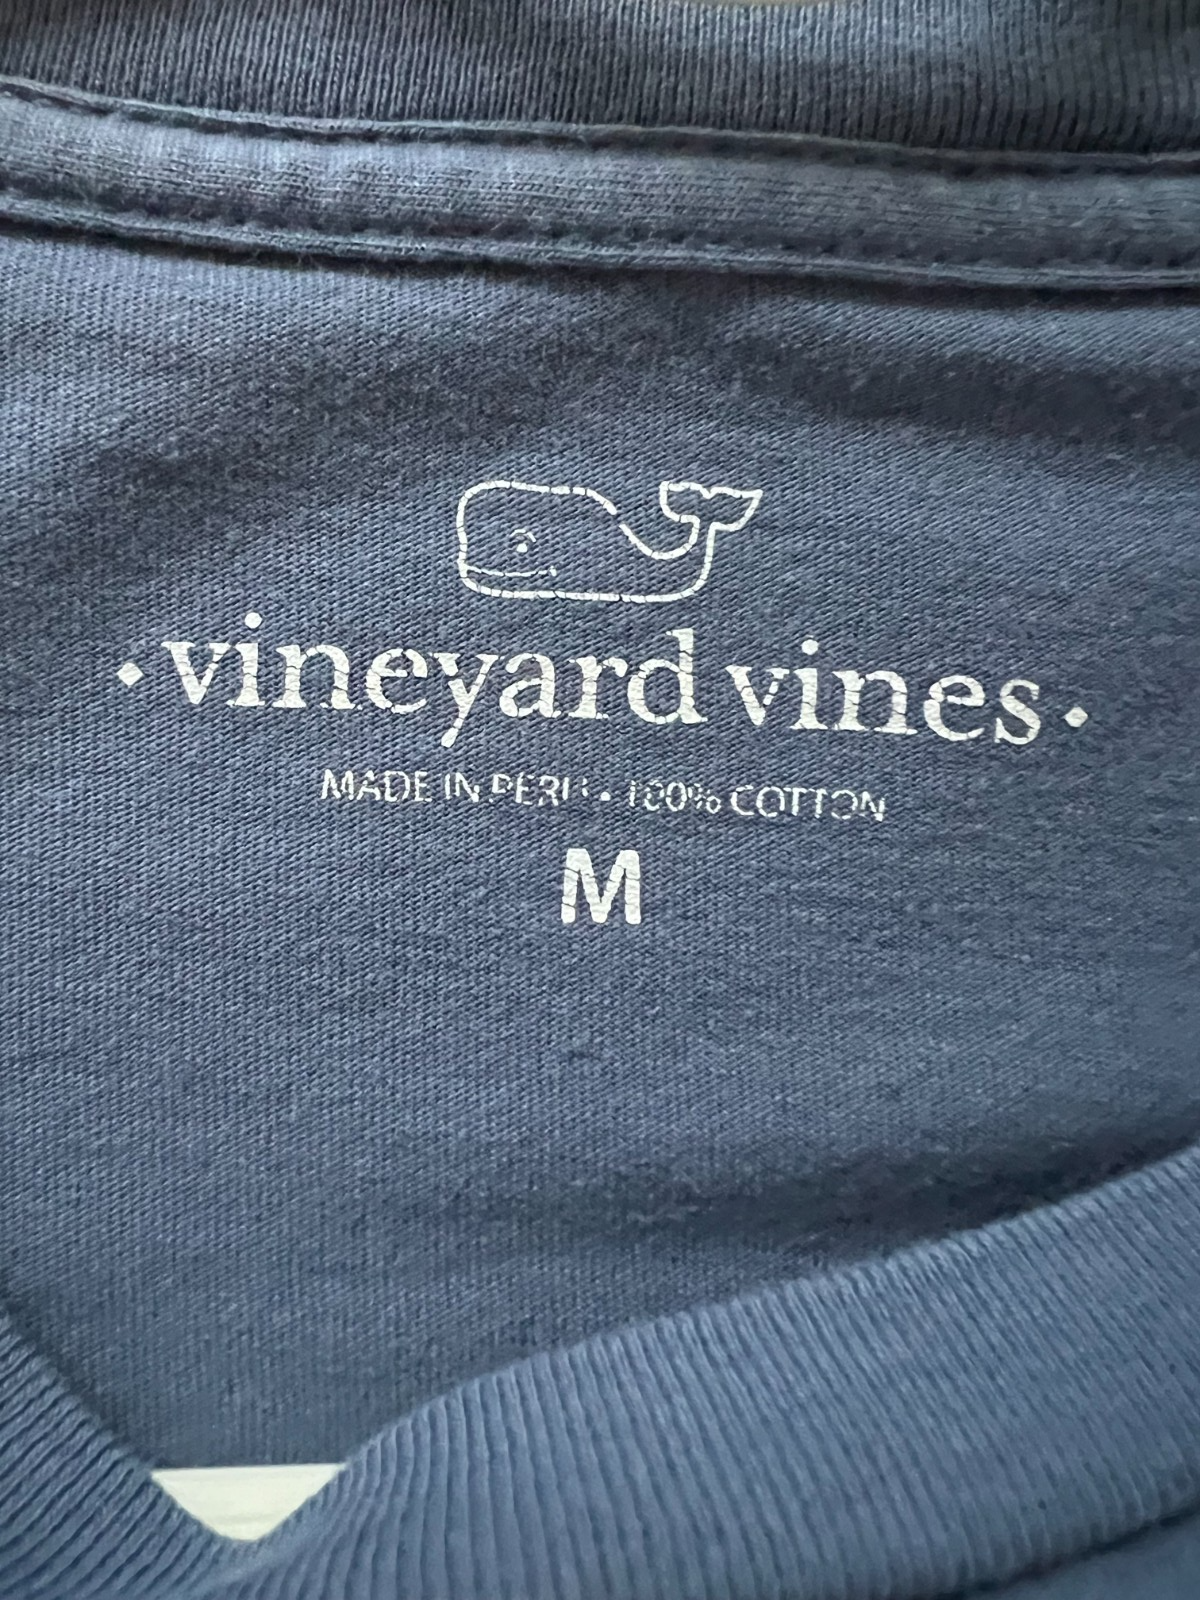 vineyard vines
MADE IN PERU • 100% COTTON
M